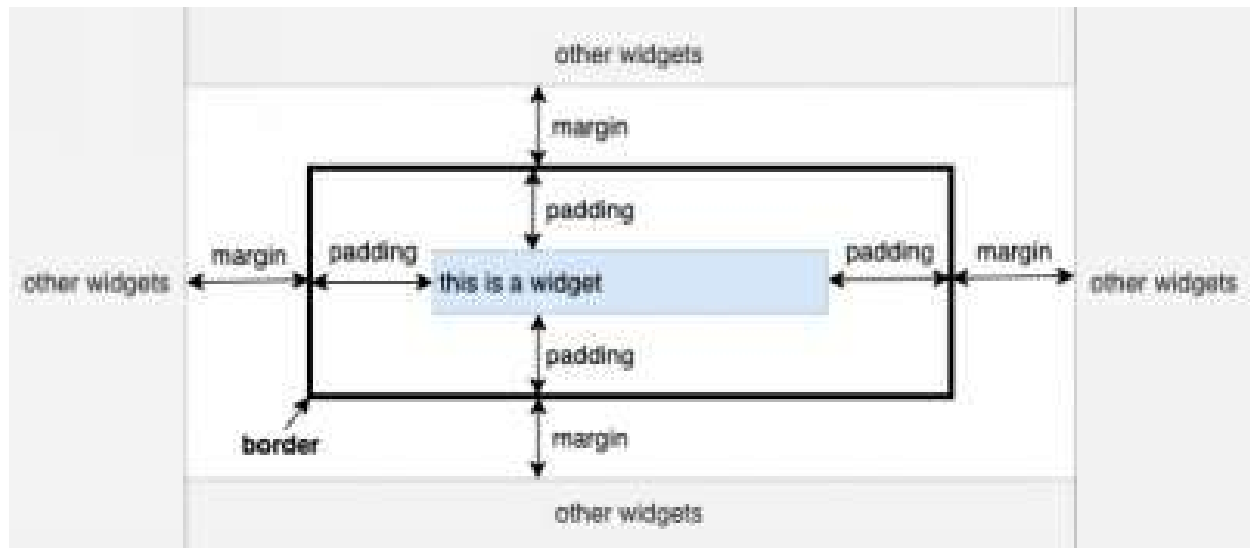 other widgets
margin
padding
margin padding padding margin
other widgets this is a widget other widgets
padding
border
margin
other widgets